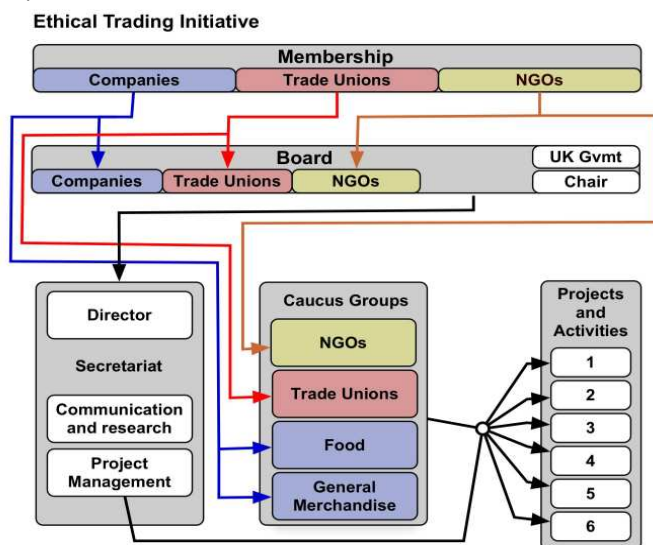 Ethical Trading Initiative
Membership
Companies
Trade Unions
NGOs
Board
UK Gvmt
Companies
Trade Unions
NGOs
Chair
Director
Secretariat
Communication
and research
Project
Management
Caucus Groups
NGOs
Trade Unions
Food
General
Merchandise
Projects
and
Activities
1
2
3
4
5
6